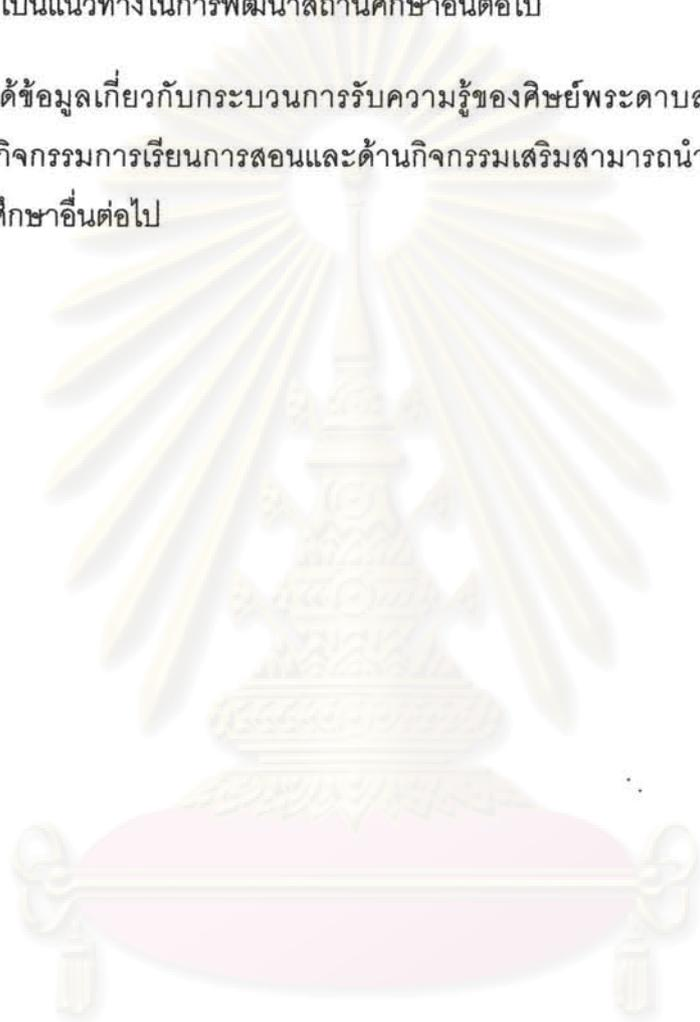 เป็นแนวทางในการพัฒนาสถานศึกษาอื่นต่อไป
ได้ข้อมูลเกี่ยวกับกระบวนการรับความรู้ของศิษย์พระดาบส
กิจกรรมการเรียนการสอนและด้านกิจกรรมเสริมสามารถนำ
ศึกษาอื่นต่อไป